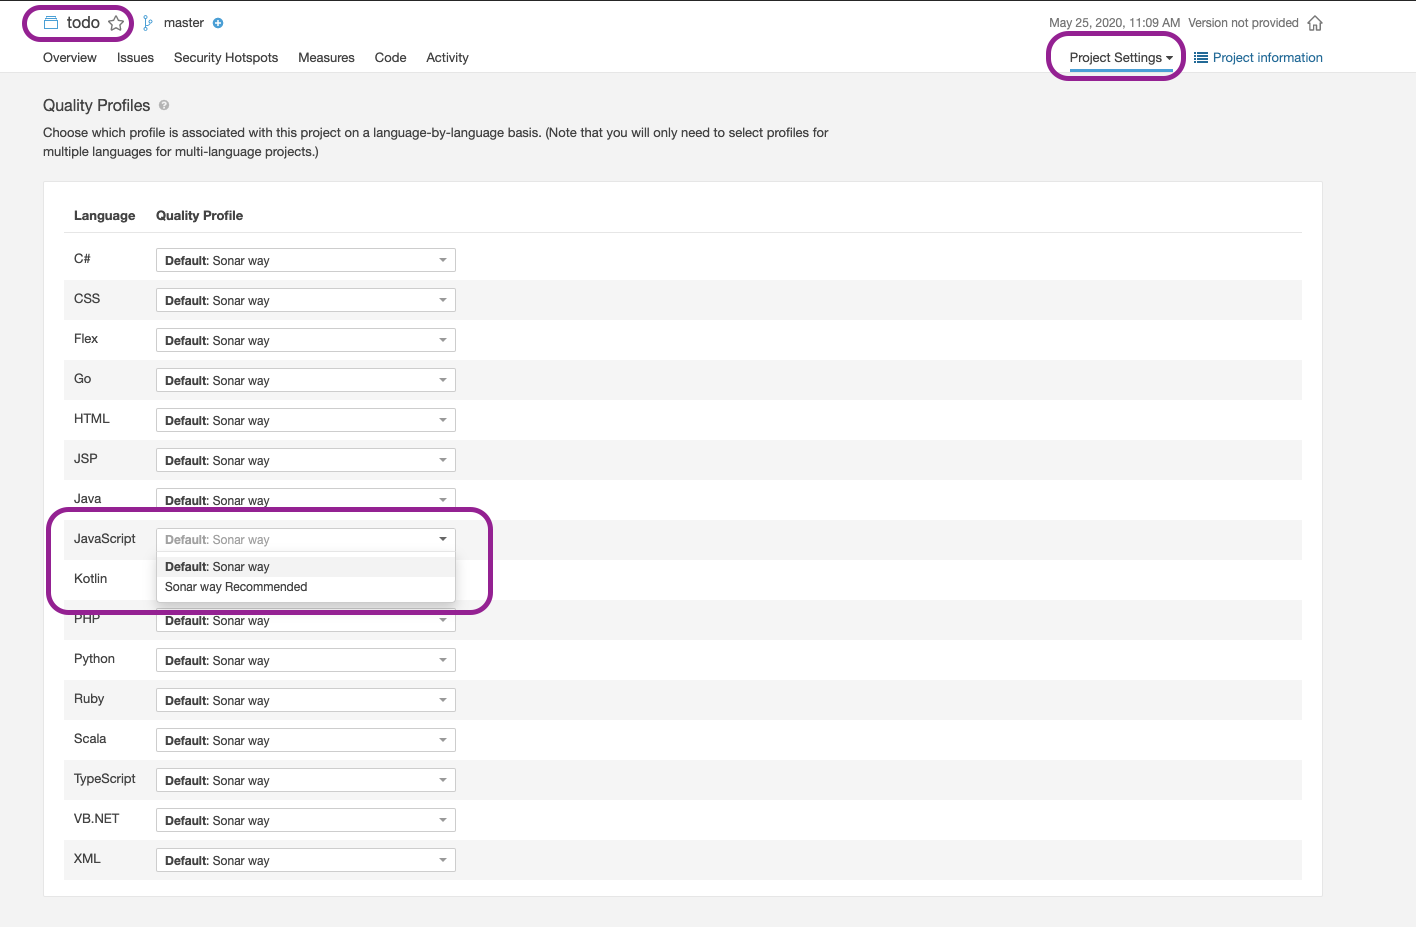 todo master
May 25, 2020, 11:09 AM Version not provided
Overview Issues Security Hotspots Measures Code Activity
Project Settings Project information
Quality Profiles ?
Choose which profile is associated with this project on a language-by-language basis. (Note that you will only need to select profiles for
multiple languages for multi-language projects.)
Language Quality Profile
C# Default: Sonar way
CSS Default: Sonar way
Flex Default: Sonar way
Go Default: Sonar way
HTML Default: Sonar way
JSP Default: Sonar way
Java Default: Sonar way
JavaScript Default: Sonar way
Default: Sonar way
Kotlin Sonar way Recommended
PHP Default: Sonar way
Python Default: Sonar way
Ruby Default: Sonar way
Scala Default: Sonar way
TypeScript Default: Sonar way
VB.NET Default: Sonar way
XML Default: Sonar way